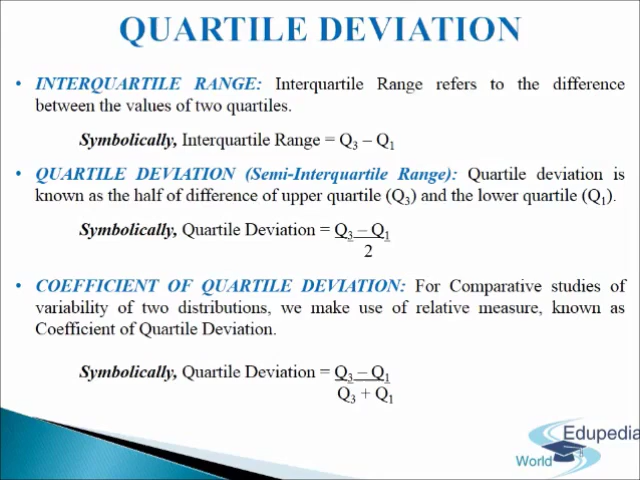 QUARTILE DEVIATION
• INTERQUARTILE RANGE: Interquartile Range refers to the difference
between the values of two quartiles.
Symbolically, Interquartile Range = Q₃ – Q₁
• QUARTILE DEVIATION (Semi-Interquartile Range): Quartile deviation is
known as the half of difference of upper quartile (Q₃) and the lower quartile (Q₁).
Symbolically, Quartile Deviation = Q₃ – Q₁
2
• COEFFICIENT OF QUARTILE DEVIATION: For Comparative studies of
variability of two distributions, we make use of relative measure, known as
Coefficient of Quartile Deviation.
Symbolically, Quartile Deviation = Q₃ – Q₁
Q₃ + Q₁
Edupedia
World